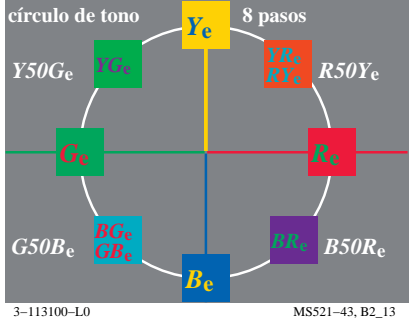 círculo de tono Ye 8 pasos
Y50Ge YGe YRe R50Ye
RYe
Ge Re
G50Be BGe BRe B50Re
GBe
Be
3–113100–L0 MS521–43, B2_13